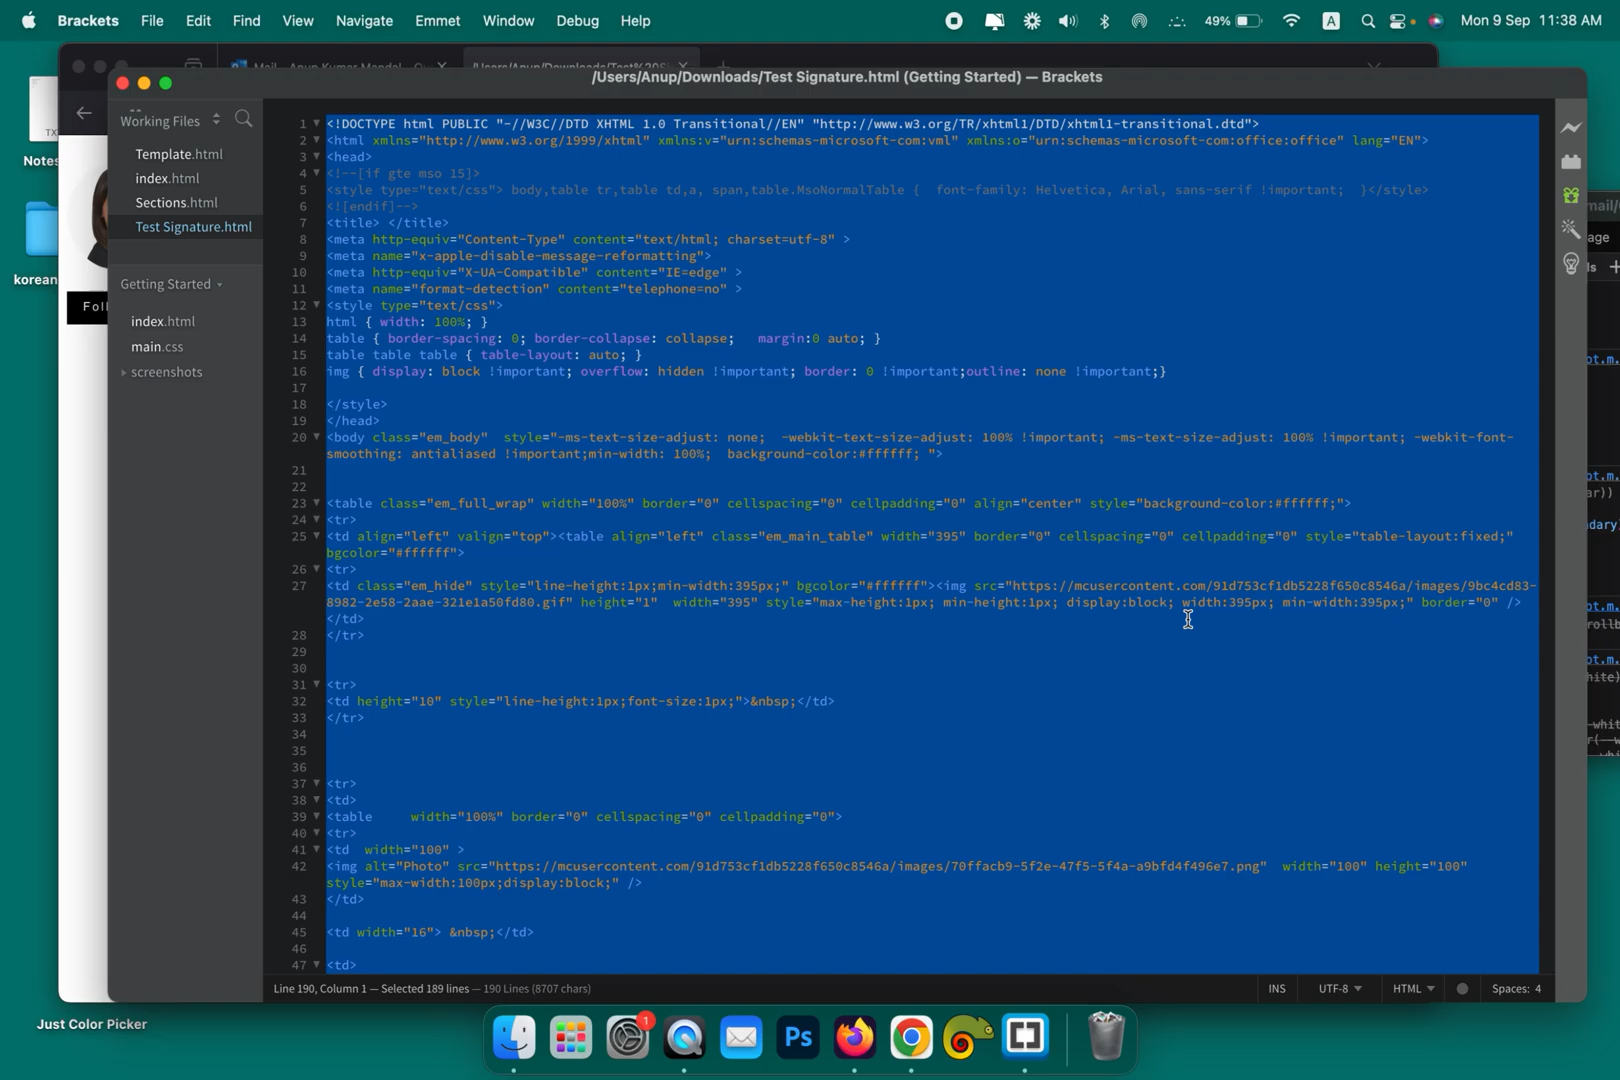 Brackets File Edit Find View Navigate Emmet Window Debug Help
49% A Mon 9 Sep 11:38 AM
/Users/Anup/Downloads/Test Signature.html (Getting Started) — Brackets
Working Files
Template.html
index.html
Sections.html
Test Signature.html
Getting Started
index.html
main.css
screenshots
Notes
korean
Just Color Picker
1 <!DOCTYPE html PUBLIC "-//W3C//DTD XHTML 1.0 Transitional//EN" "http://www.w3.org/TR/xhtml1/DTD/xhtml1-transitional.dtd">
2 <html xmlns="http://www.w3.org/1999/xhtml" xmlns:v="urn:schemas-microsoft-com:vml" xmlns:o="urn:schemas-microsoft-com:office:office" lang="EN">
3 <head>
4 <!--[if gte mso 15]>
5 <style type="text/css"> body,table tr,table td,a, span,table.MsoNormalTable {  font-family: Helvetica, Arial, sans-serif !important;  }</style>
6 <![endif]-->
7 <title> </title>
8 <meta http-equiv="Content-Type" content="text/html; charset=utf-8" >
9 <meta name="x-apple-disable-message-reformatting">
10 <meta http-equiv="X-UA-Compatible" content="IE=edge" >
11 <meta name="format-detection" content="telephone=no" >
12 <style type="text/css">
13 html { width: 100%; }
14 table { border-spacing: 0; border-collapse: collapse;   margin:0 auto; }
15 table table table { table-layout: auto; }
16 img { display: block !important; overflow: hidden !important; border: 0 !important;outline: none !important;}
17
18 </style>
19 </head>
20 <body class="em_body"  style="-ms-text-size-adjust: none;  -webkit-text-size-adjust: 100% !important; -ms-text-size-adjust: 100% !important; -webkit-font-
smoothing: antialiased !important;min-width: 100%;  background-color:#ffffff; ">
21
22
23 <table class="em_full_wrap" width="100%" border="0" cellspacing="0" cellpadding="0" align="center" style="background-color:#ffffff;">
24 <tr>
25 <td align="left" valign="top"><table align="left" class="em_main_table" width="395" border="0" cellspacing="0" cellpadding="0" style="table-layout:fixed;"
bgcolor="#ffffff">
26 <tr>
27 <td class="em_hide" style="line-height:1px;min-width:395px;" bgcolor="#ffffff"><img src="https://mcusercontent.com/91d753cf1db5228f650c8546a/images/9bc4cd83-
8982-2e58-2aae-321e1a50fd80.gif" height="1"  width="395" style="max-height:1px; min-height:1px; display:block; width:395px; min-width:395px;" border="0" />
</td>
28 </tr>
29
30
31 <tr>
32 <td height="10" style="line-height:1px;font-size:1px;">&nbsp;</td>
33 </tr>
34
35
36
37 <tr>
38 <td>
39 <table     width="100%" border="0" cellspacing="0" cellpadding="0">
40 <tr>
41 <td  width="100" >
42 <img alt="Photo" src="https://mcusercontent.com/91d753cf1db5228f650c8546a/images/70ffacb9-5f2e-47f5-5f4a-a9bfd4f496e7.png"  width="100" height="100"
style="max-width:100px;display:block;" />
43 </td>
44
45 <td width="16"> &nbsp;</td>
46
47 <td>
Line 190, Column 1 — Selected 189 lines — 190 Lines (8707 chars)
INS UTF-8 HTML Spaces: 4
1
Ps